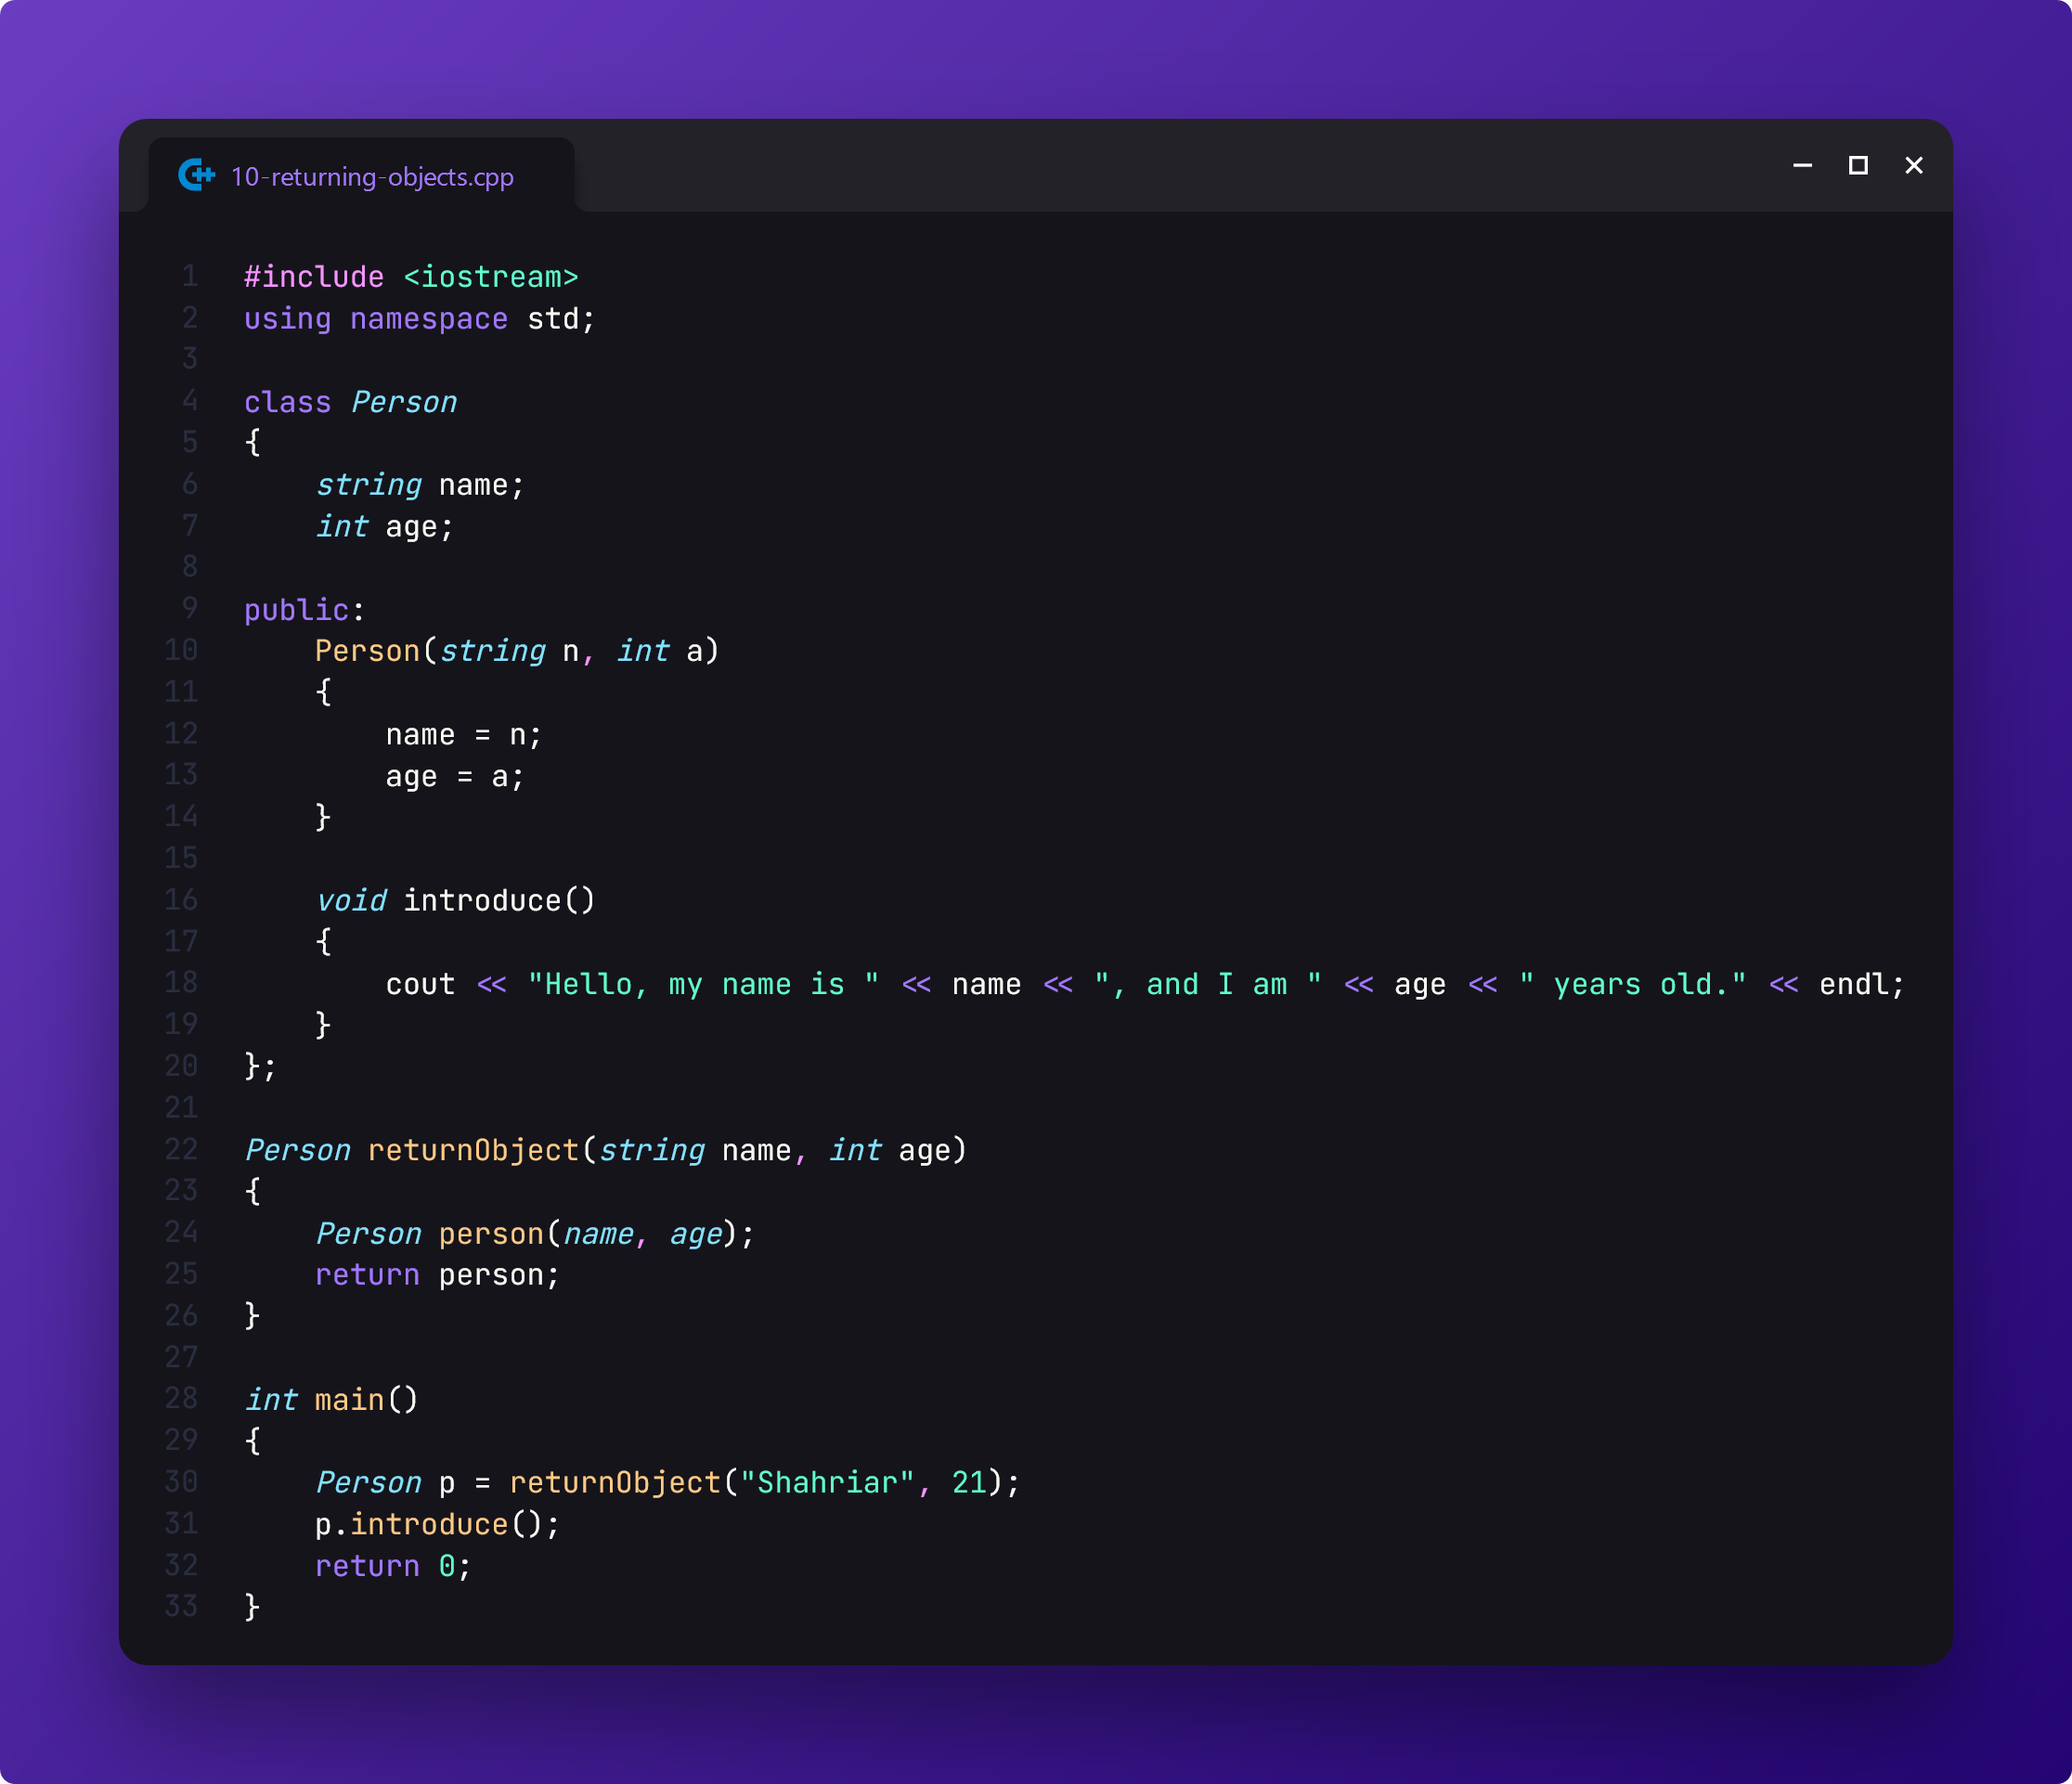 10-returning-objects.cpp
1 #include <iostream>
2 using namespace std;
3
4 class Person
5 {
6     string name;
7     int age;
8
9 public:
10     Person(string n, int a)
11     {
12         name = n;
13         age = a;
14     }
15
16     void introduce()
17     {
18         cout << "Hello, my name is " << name << ", and I am " << age << " years old." << endl;
19     }
20 };
21
22 Person returnObject(string name, int age)
23 {
24     Person person(name, age);
25     return person;
26 }
27
28 int main()
29 {
30     Person p = returnObject("Shahriar", 21);
31     p.introduce();
32     return 0;
33 }